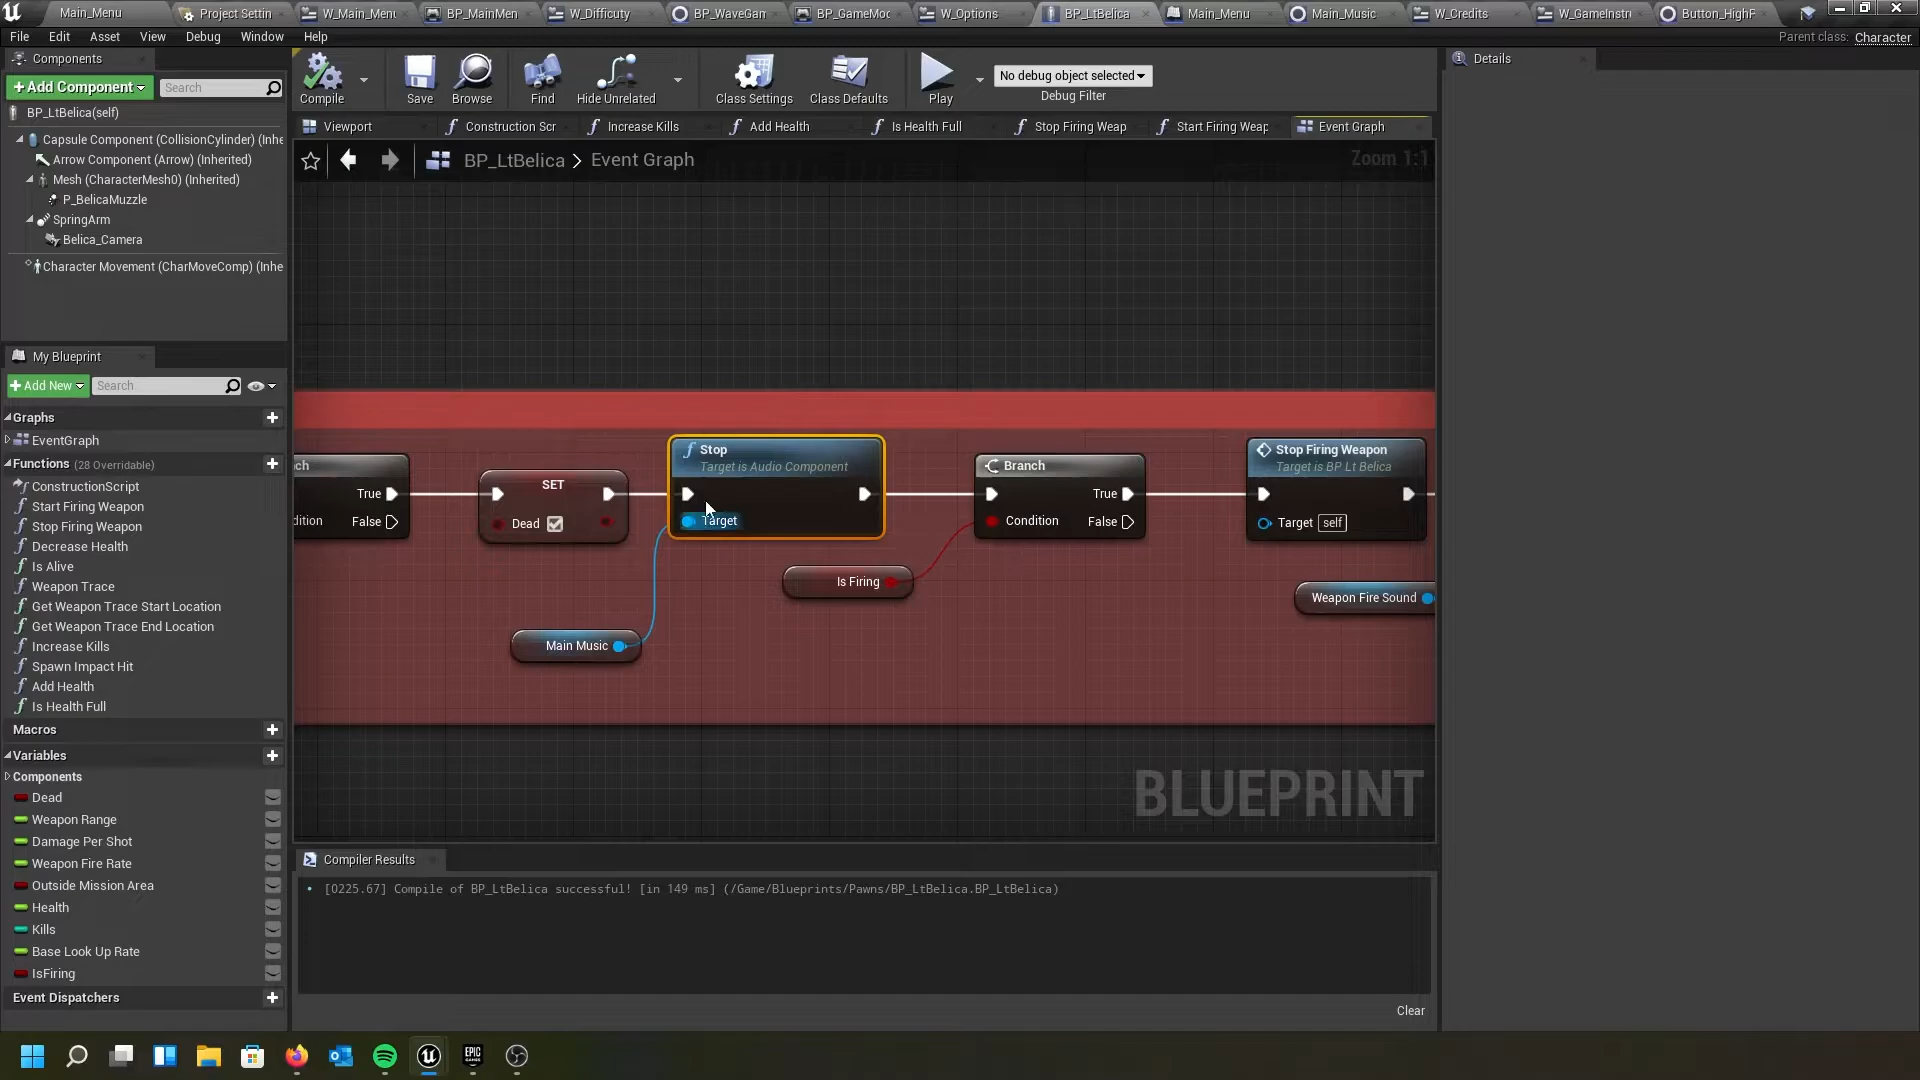 Main_Menu
Project Settin
W_Main_Menu
BP_MainMen
W_Difficuty
BP_WaveGam
BP_GameMoc
W_Options
BP_LtBelica
Main_Menu
Main_Music
W_Credits
W_GameInstr
Button_HighF
File
Edit
Asset
View
Debug
Window
Help
Parent class: Character
Components
+Add Component
Search
BP_LtBelica(self)
Capsule Component (CollisionCylinder) (Inhe
Arrow Component (Arrow) (Inherited)
Mesh (CharacterMesh0) (Inherited)
P_BelicaMuzzle
SpringArm
Belica_Camera
Character Movement (CharMoveComp) (Inhe
My Blueprint
+Add New
Search
Graphs
EventGraph
Functions (28 Overridable)
ConstructionScript
Start Firing Weapon
Stop Firing Weapon
Decrease Health
Is Alive
Weapon Trace
Get Weapon Trace Start Location
Get Weapon Trace End Location
Increase Kills
Spawn Impact Hit
Add Health
Is Health Full
Macros
Variables
Components
Dead
Weapon Range
Damage Per Shot
Weapon Fire Rate
Outside Mission Area
Health
Kills
Base Look Up Rate
IsFiring
Event Dispatchers
Compile
Save
Browse
Find
Hide Unrelated
Class Settings
Class Defaults
Play
No debug object selected
Debug Filter
Viewport
Construction Scr
Increase Kills
Add Health
Is Health Full
Stop Firing Weap
Start Firing Weap
Event Graph
BP_LtBelica > Event Graph
Zoom 1:1
ch
True
dition
False
SET
Dead
Stop
Target is Audio Component
Target
Is Firing
Main Music
Branch
True
Condition
False
Stop Firing Weapon
Target is BP Lt Belica
Target self
Weapon Fire Sound
BLUEPRINT
Compiler Results
[0225.67] Compile of BP_LtBelica successful! [in 149 ms] (/Game/Blueprints/Pawns/BP_LtBelica.BP_LtBelica)
Clear
Details
EPIC
GAMES